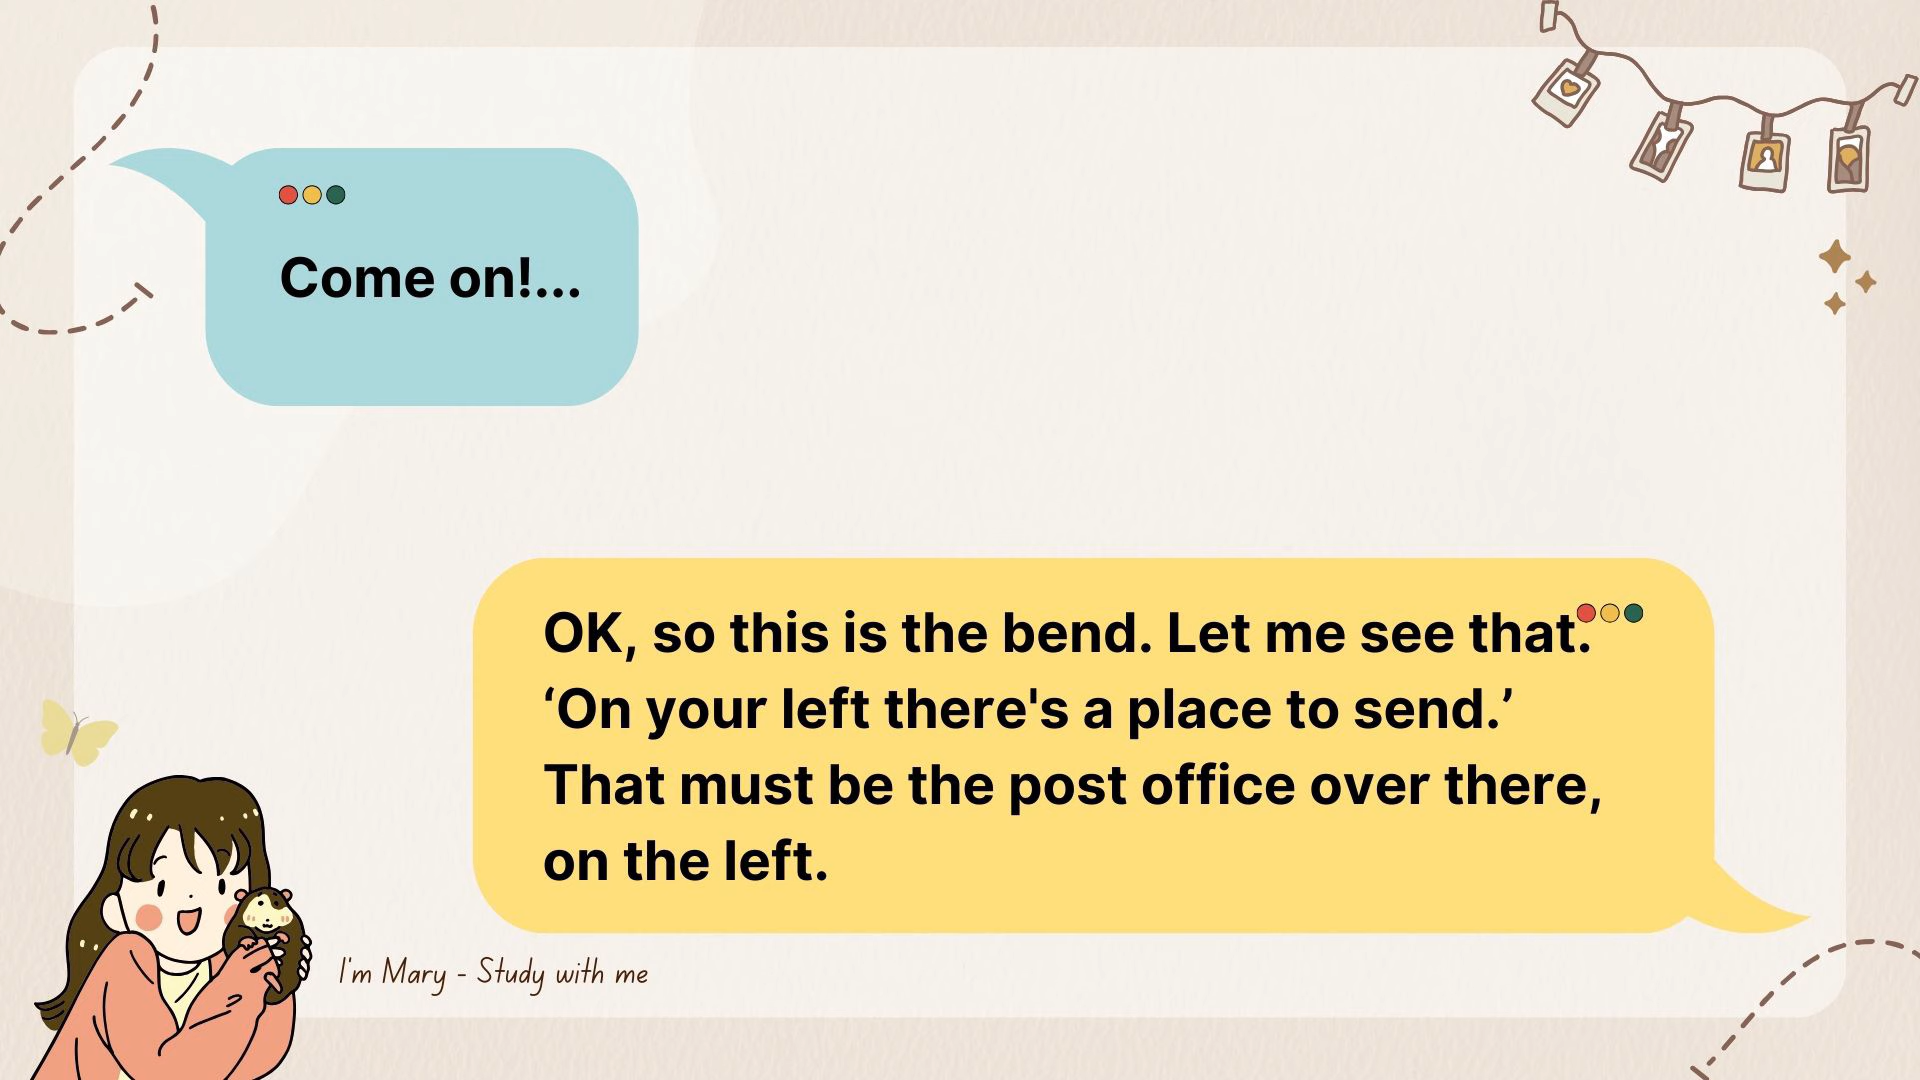 Come on!...
OK, so this is the bend. Let me see that.
‘On your left there's a place to send.’
That must be the post office over there,
on the left.
I'm Mary - Study with me